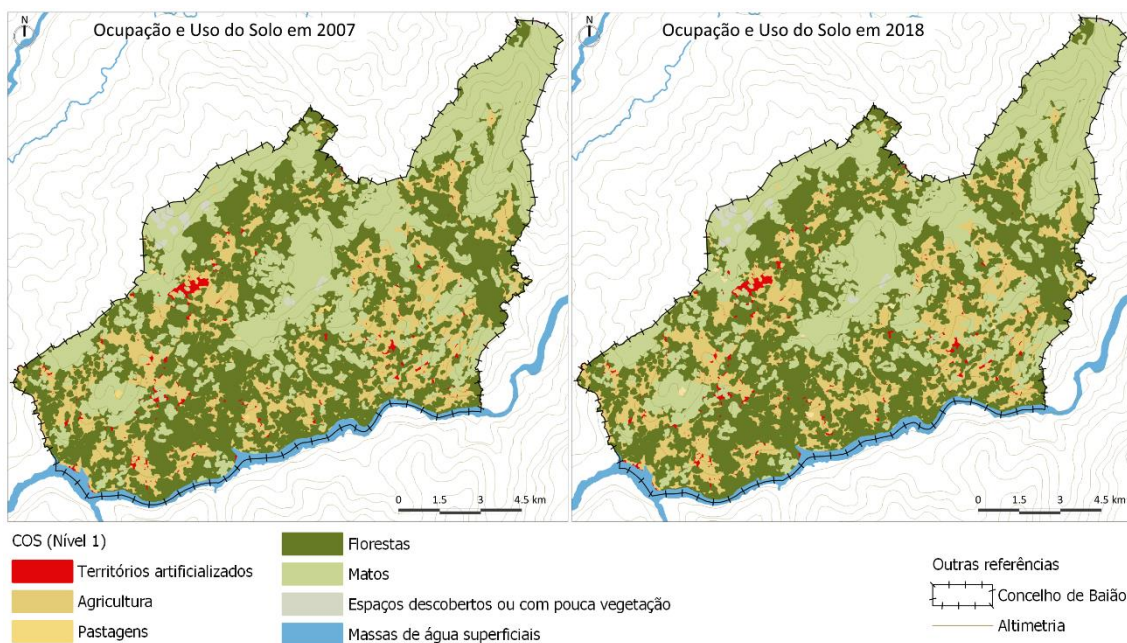 N
Ocupação e Uso do Solo em 2007
N
Ocupação e Uso do Solo em 2018
0 1.5 3 4.5 km
0 1.5 3 4.5 km
COS (Nível 1)
Territórios artificializados
Agricultura
Pastagens
Florestas
Matos
Espaços descobertos ou com pouca vegetação
Massas de água superficiais
Outras referências
Concelho de Baião
Altimetria